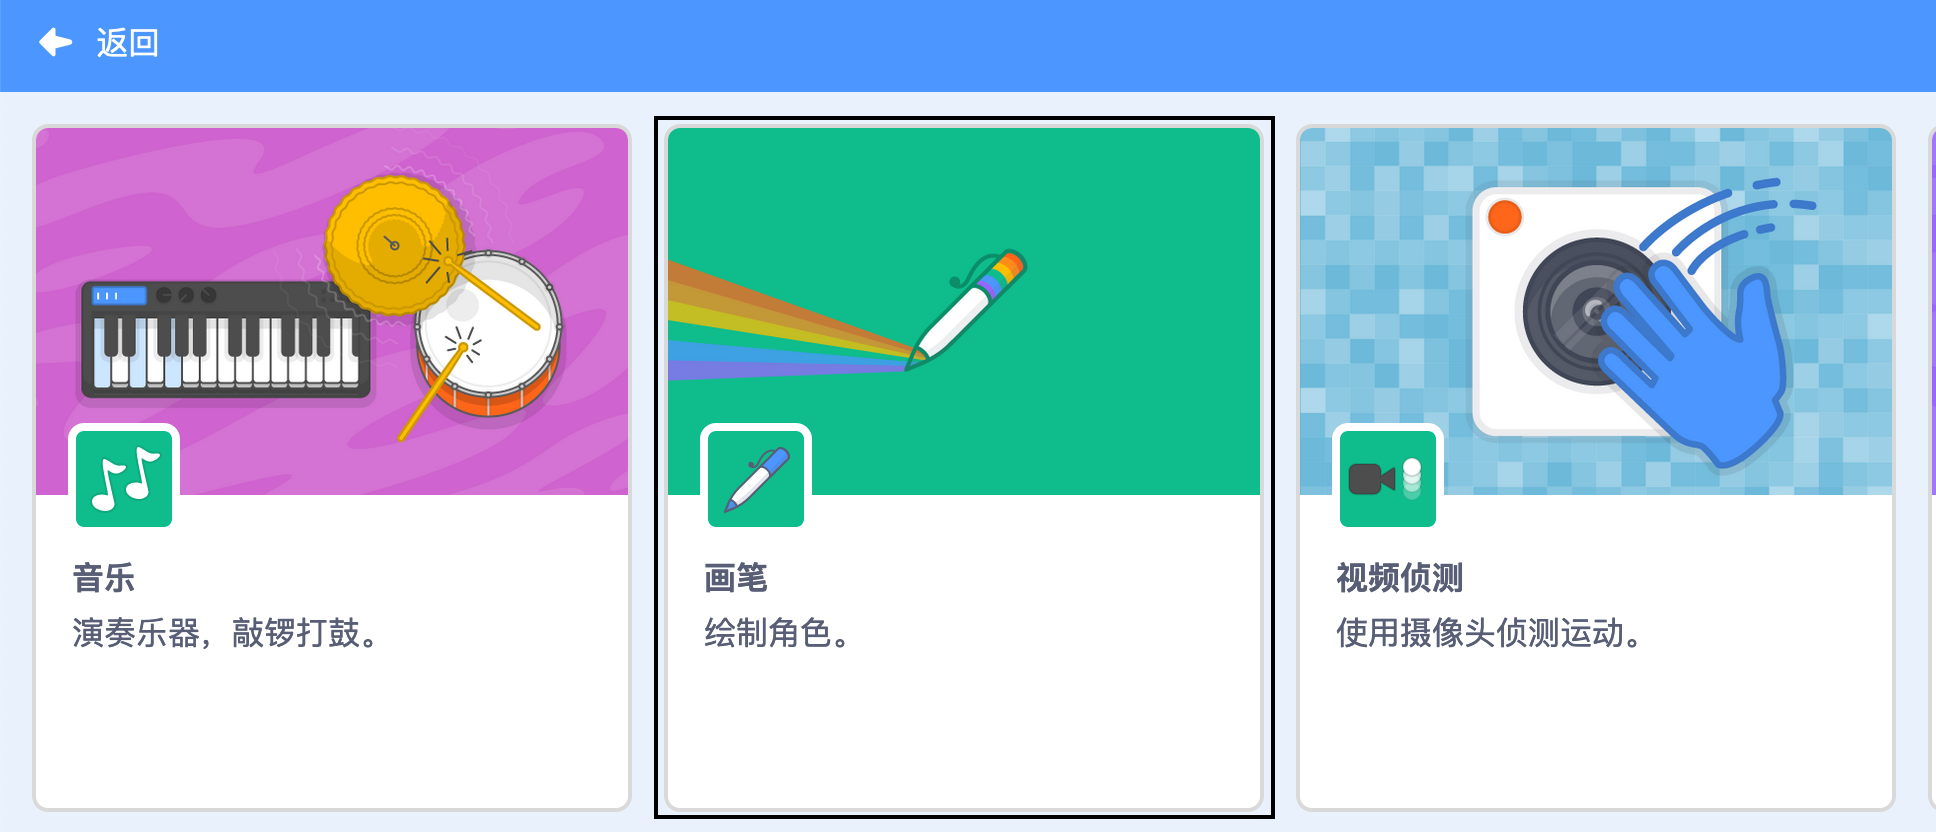 返回
音乐
演奏乐器，敲锣打鼓。
画笔
绘制角色。
视频侦测
使用摄像头侦测运动。